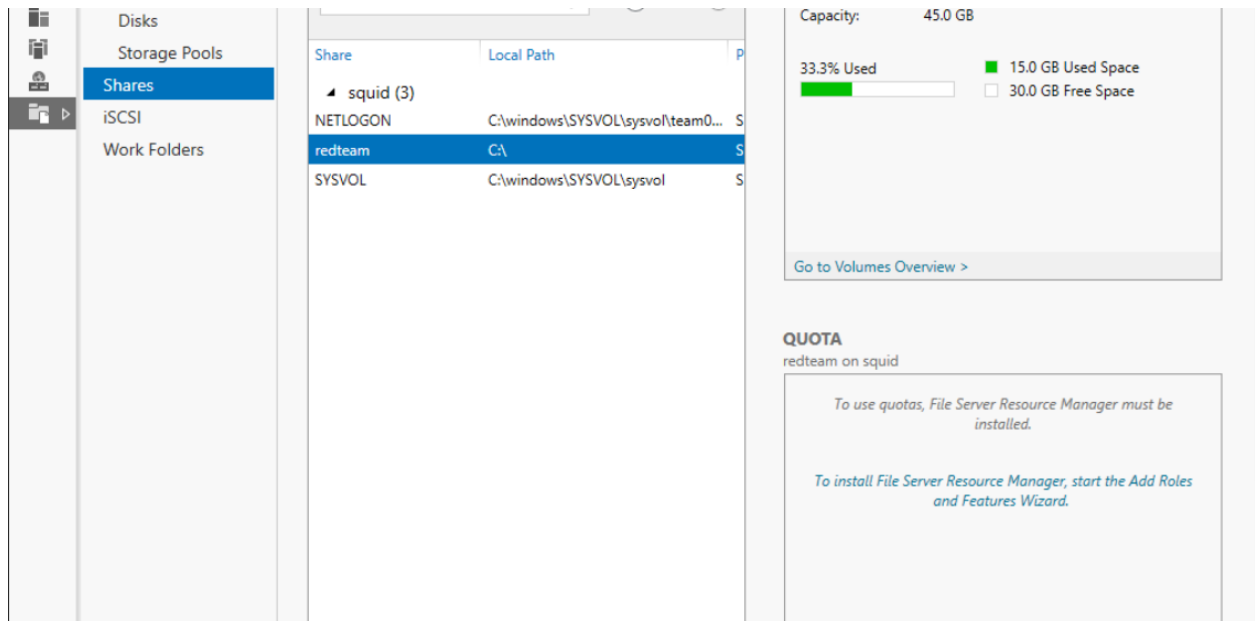 Disks
Storage Pools
Shares
iSCSI
Work Folders
Share Local Path P
squid (3)
NETLOGON C:\windows\SYSVOL\sysvol\team0... S
redteam C:\ S
SYSVOL C:\windows\SYSVOL\sysvol S
Capacity: 45.0 GB
33.3% Used
15.0 GB Used Space
30.0 GB Free Space
Go to Volumes Overview >
QUOTA
redteam on squid
To use quotas, File Server Resource Manager must be
installed.
To install File Server Resource Manager, start the Add Roles
and Features Wizard.